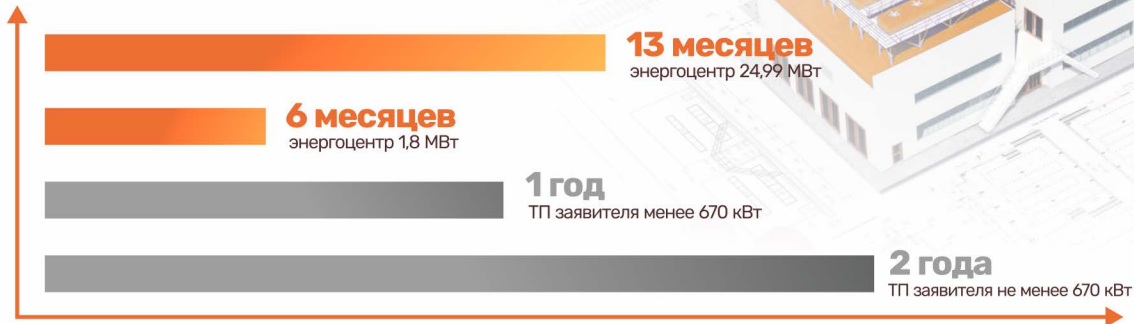 13 месяцев
энергоцентр 24,99 МВт
6 месяцев
энергоцентр 1,8 МВт
1 год
ТП заявителя менее 670 кВт
2 года
ТП заявителя не менее 670 кВт